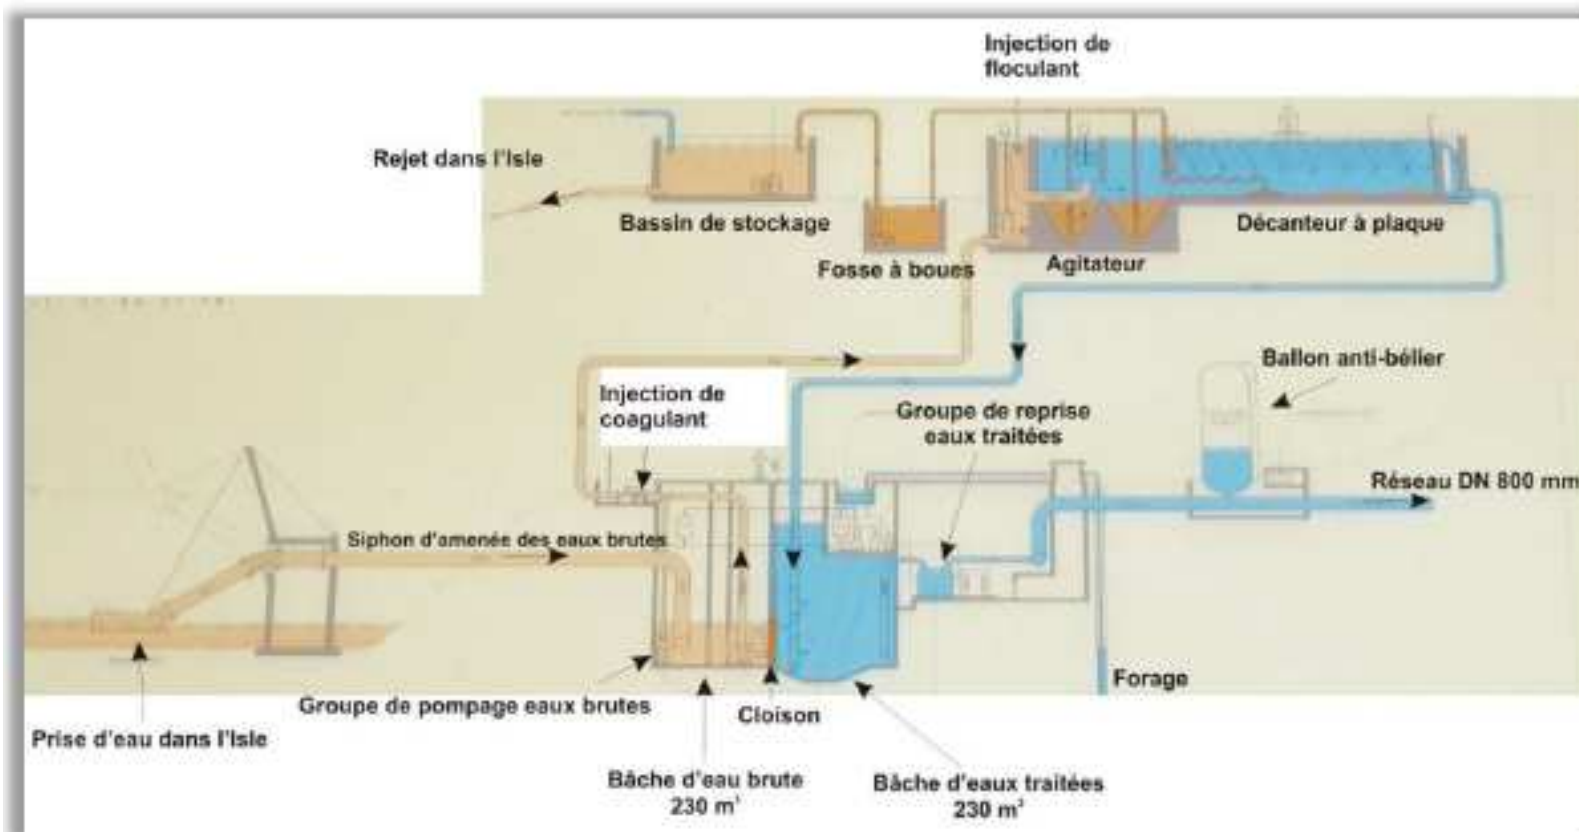 Injection de
floculant
Rejet dans l'Isle
Bassin de stockage
Décanteur à plaque
Fosse à boues
Agitateur
Ballon anti-bélier
Injection de
coagulant
Groupe de reprise
eaux traitées
Réseau DN 800 mm
Siphon d'amenée des eaux brutes
Forage
Groupe de pompage eaux brutes
Cloison
Prise d'eau dans l'Isle
Bâche d'eau brute
230 m³
Bâche d'eaux traitées
230 m³